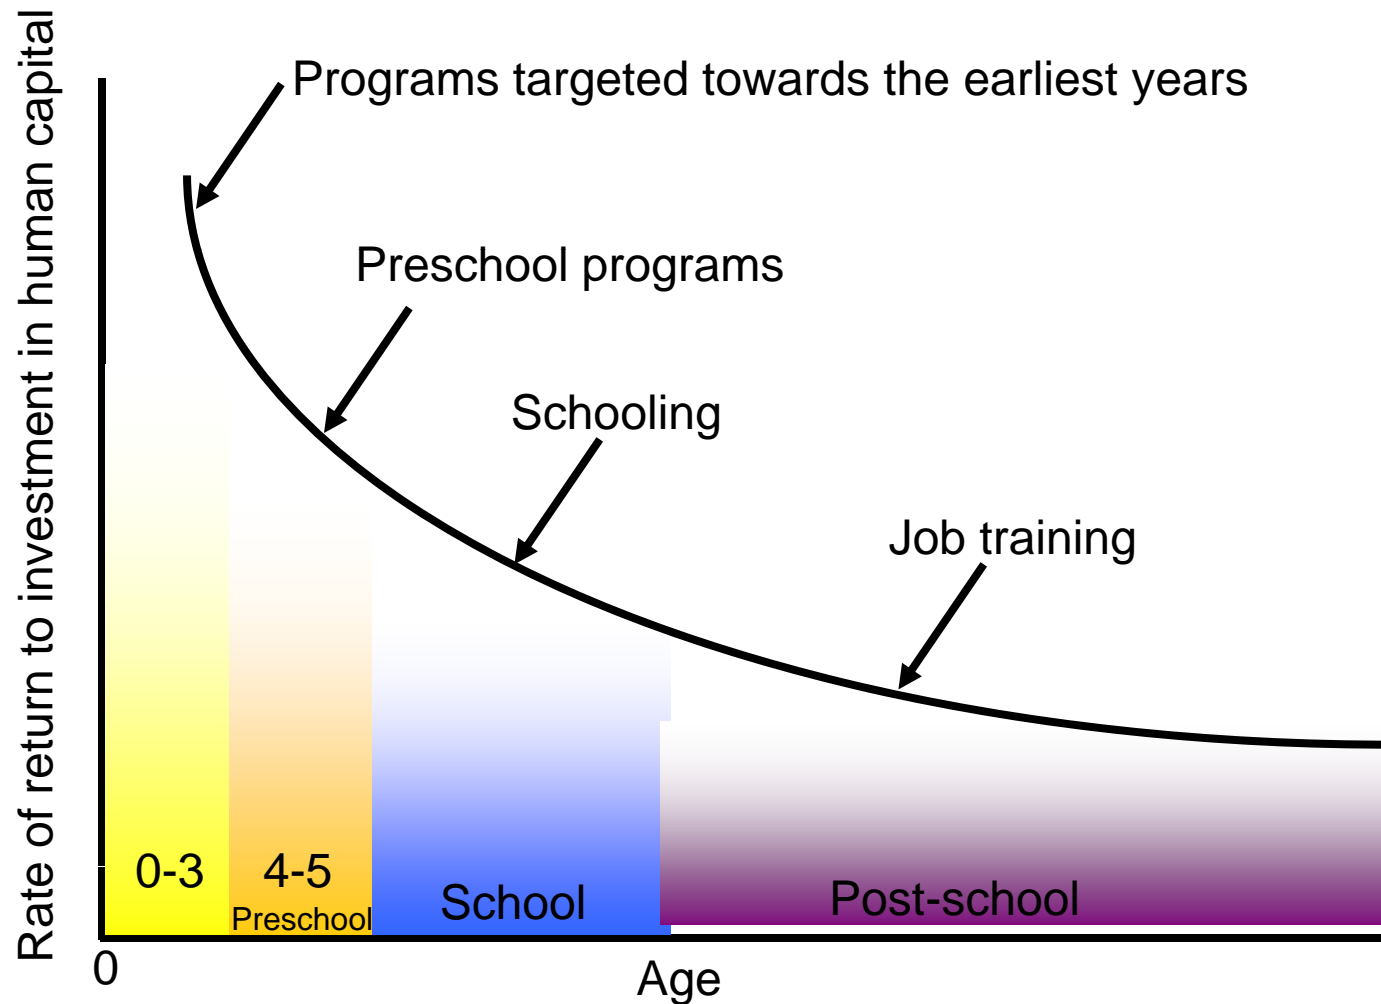 Rate of return to investment in human capital
Programs targeted towards the earliest years
Preschool programs
Schooling
Job training
0-3
4-5
Preschool
School
Post-school
0
Age